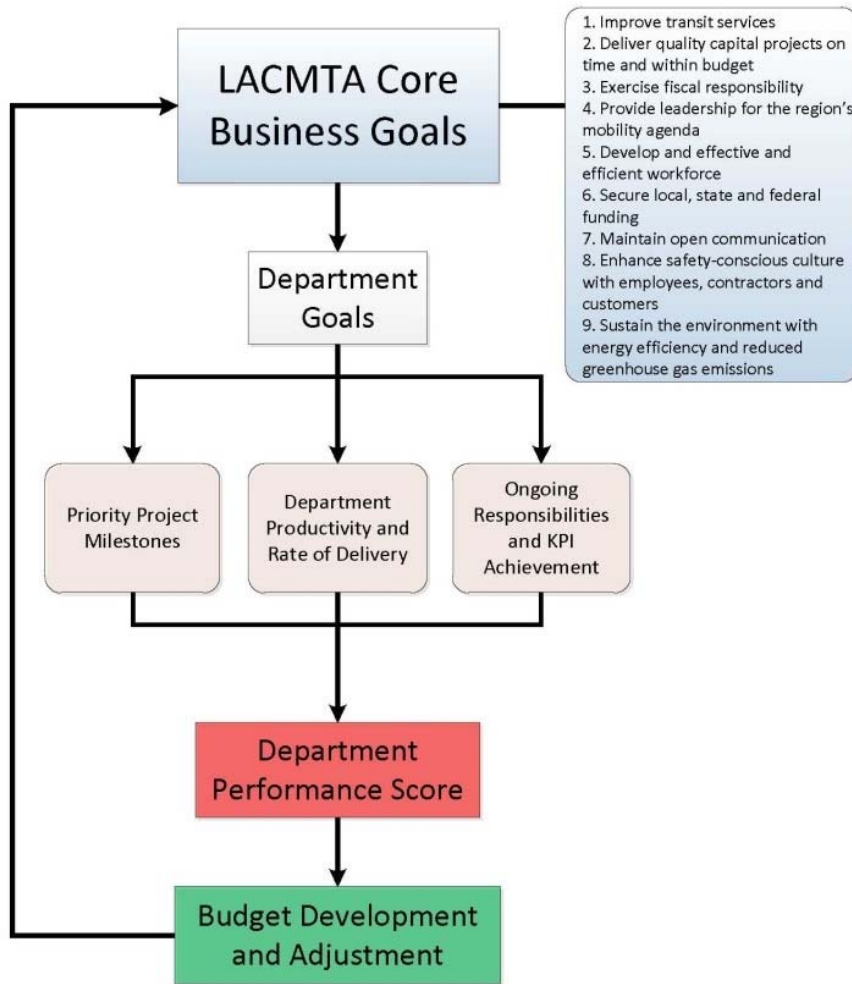 LACMTA Core
Business Goals
1. Improve transit services
2. Deliver quality capital projects on
time and within budget
3. Exercise fiscal responsibility
4. Provide leadership for the region's
mobility agenda
5. Develop and effective and
efficient workforce
6. Secure local, state and federal
funding
7. Maintain open communication
8. Enhance safety-conscious culture
with employees, contractors and
customers
9. Sustain the environment with
energy efficiency and reduced
greenhouse gas emissions
Department
Goals
Priority Project
Milestones
Department
Productivity and
Rate of Delivery
Ongoing
Responsibilities
and KPI
Achievement
Department
Performance Score
Budget Development
and Adjustment